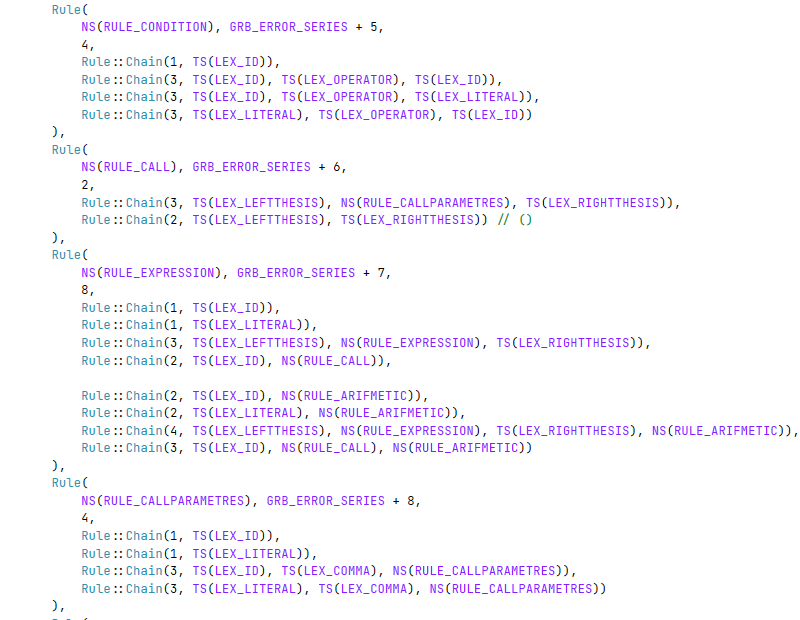 Rule(
NS(RULE_CONDITION), GRB_ERROR_SERIES + 5,
4,
Rule::Chain(1, TS(LEX_ID)),
Rule::Chain(3, TS(LEX_ID), TS(LEX_OPERATOR), TS(LEX_ID)),
Rule::Chain(3, TS(LEX_ID), TS(LEX_OPERATOR), TS(LEX_LITERAL)),
Rule::Chain(3, TS(LEX_LITERAL), TS(LEX_OPERATOR), TS(LEX_ID))
),
Rule(
NS(RULE_CALL), GRB_ERROR_SERIES + 6,
2,
Rule::Chain(3, TS(LEX_LEFTTHESIS), NS(RULE_CALLPARAMETRES), TS(LEX_RIGHTTHESIS)),
Rule::Chain(2, TS(LEX_LEFTTHESIS), TS(LEX_RIGHTTHESIS)) // ()
),
Rule(
NS(RULE_EXPRESSION), GRB_ERROR_SERIES + 7,
8,
Rule::Chain(1, TS(LEX_ID)),
Rule::Chain(1, TS(LEX_LITERAL)),
Rule::Chain(3, TS(LEX_LEFTTHESIS), NS(RULE_EXPRESSION), TS(LEX_RIGHTTHESIS)),
Rule::Chain(2, TS(LEX_ID), NS(RULE_CALL)),
Rule::Chain(2, TS(LEX_ID), NS(RULE_ARIFMETIC)),
Rule::Chain(2, TS(LEX_LITERAL), NS(RULE_ARIFMETIC)),
Rule::Chain(4, TS(LEX_LEFTTHESIS), NS(RULE_EXPRESSION), TS(LEX_RIGHTTHESIS), NS(RULE_ARIFMETIC)),
Rule::Chain(3, TS(LEX_ID), NS(RULE_CALL), NS(RULE_ARIFMETIC))
),
Rule(
NS(RULE_CALLPARAMETRES), GRB_ERROR_SERIES + 8,
4,
Rule::Chain(1, TS(LEX_ID)),
Rule::Chain(1, TS(LEX_LITERAL)),
Rule::Chain(3, TS(LEX_ID), TS(LEX_COMMA), NS(RULE_CALLPARAMETRES)),
Rule::Chain(3, TS(LEX_LITERAL), TS(LEX_COMMA), NS(RULE_CALLPARAMETRES))
),